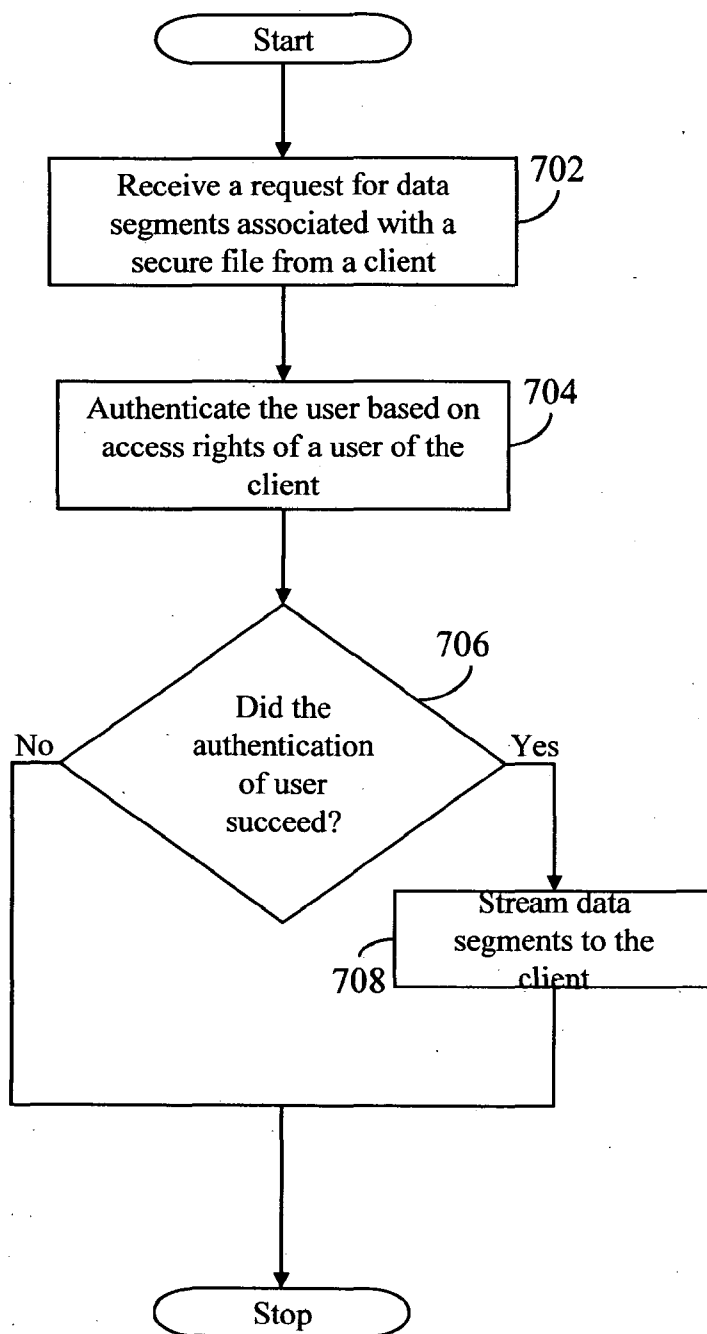 Start
702
Receive a request for data
segments associated with a
secure file from a client
704
Authenticate the user based on
access rights of a user of the
client
706
Did the
authentication
of user
succeed?
No
Yes
Stream data
segments to the
client
708
Stop